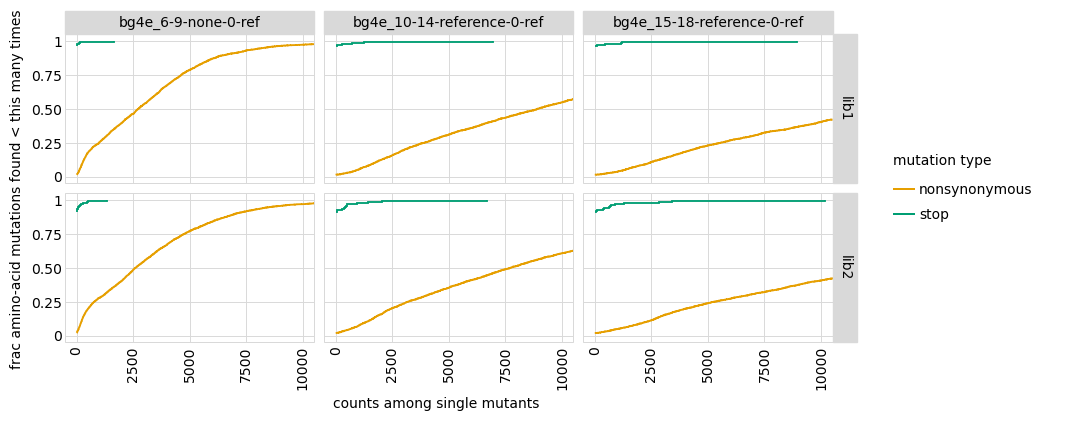 bg4e_6-9-none-0-ref
bg4e_10-14-reference-0-ref
bg4e_15-18-reference-0-ref
frac amino-acid mutations found < this many times
1
0.75
0.50
0.25
0
lib1
1
0.75
0.50
0.25
0
lib2
0
2500
5000
7500
10000
0
2500
5000
7500
10000
0
2500
5000
7500
10000
counts among single mutants
mutation type
nonsynonymous
stop